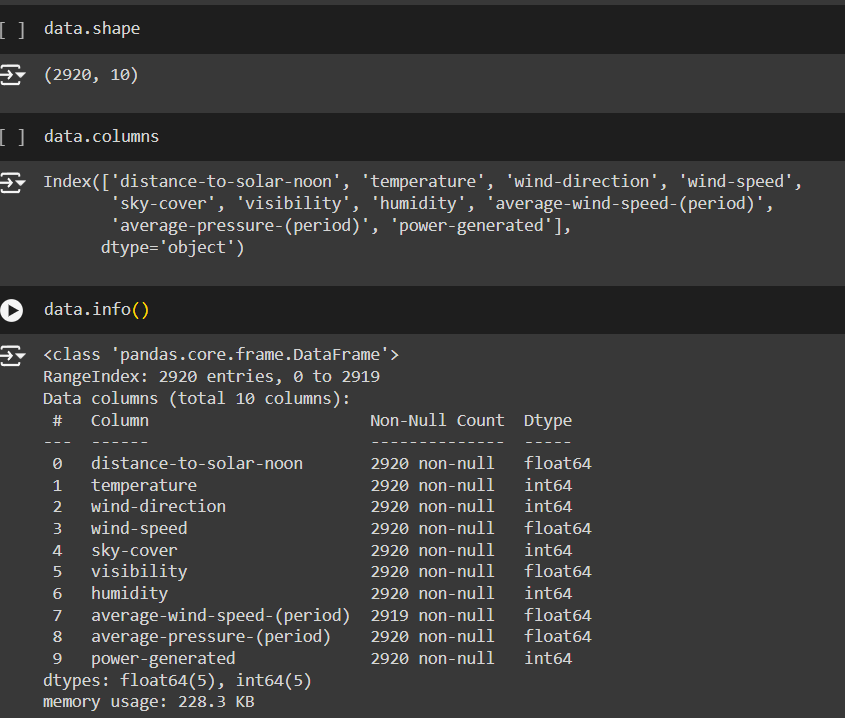 [ ] data.shape
(2920, 10)
[ ] data.columns
Index(['distance-to-solar-noon', 'temperature', 'wind-direction', 'wind-speed',
       'sky-cover', 'visibility', 'humidity', 'average-wind-speed-(period)',
       'average-pressure-(period)', 'power-generated'],
      dtype='object')
data.info()
<class 'pandas.core.frame.DataFrame'>
RangeIndex: 2920 entries, 0 to 2919
Data columns (total 10 columns):
 #   Column                       Non-Null Count  Dtype
---  ------                       --------------  -----
 0   distance-to-solar-noon       2920 non-null   float64
 1   temperature                  2920 non-null   int64
 2   wind-direction               2920 non-null   int64
 3   wind-speed                   2920 non-null   float64
 4   sky-cover                    2920 non-null   int64
 5   visibility                   2920 non-null   float64
 6   humidity                     2920 non-null   int64
 7   average-wind-speed-(period)  2919 non-null   float64
 8   average-pressure-(period)    2920 non-null   float64
 9   power-generated              2920 non-null   int64
dtypes: float64(5), int64(5)
memory usage: 228.3 KB